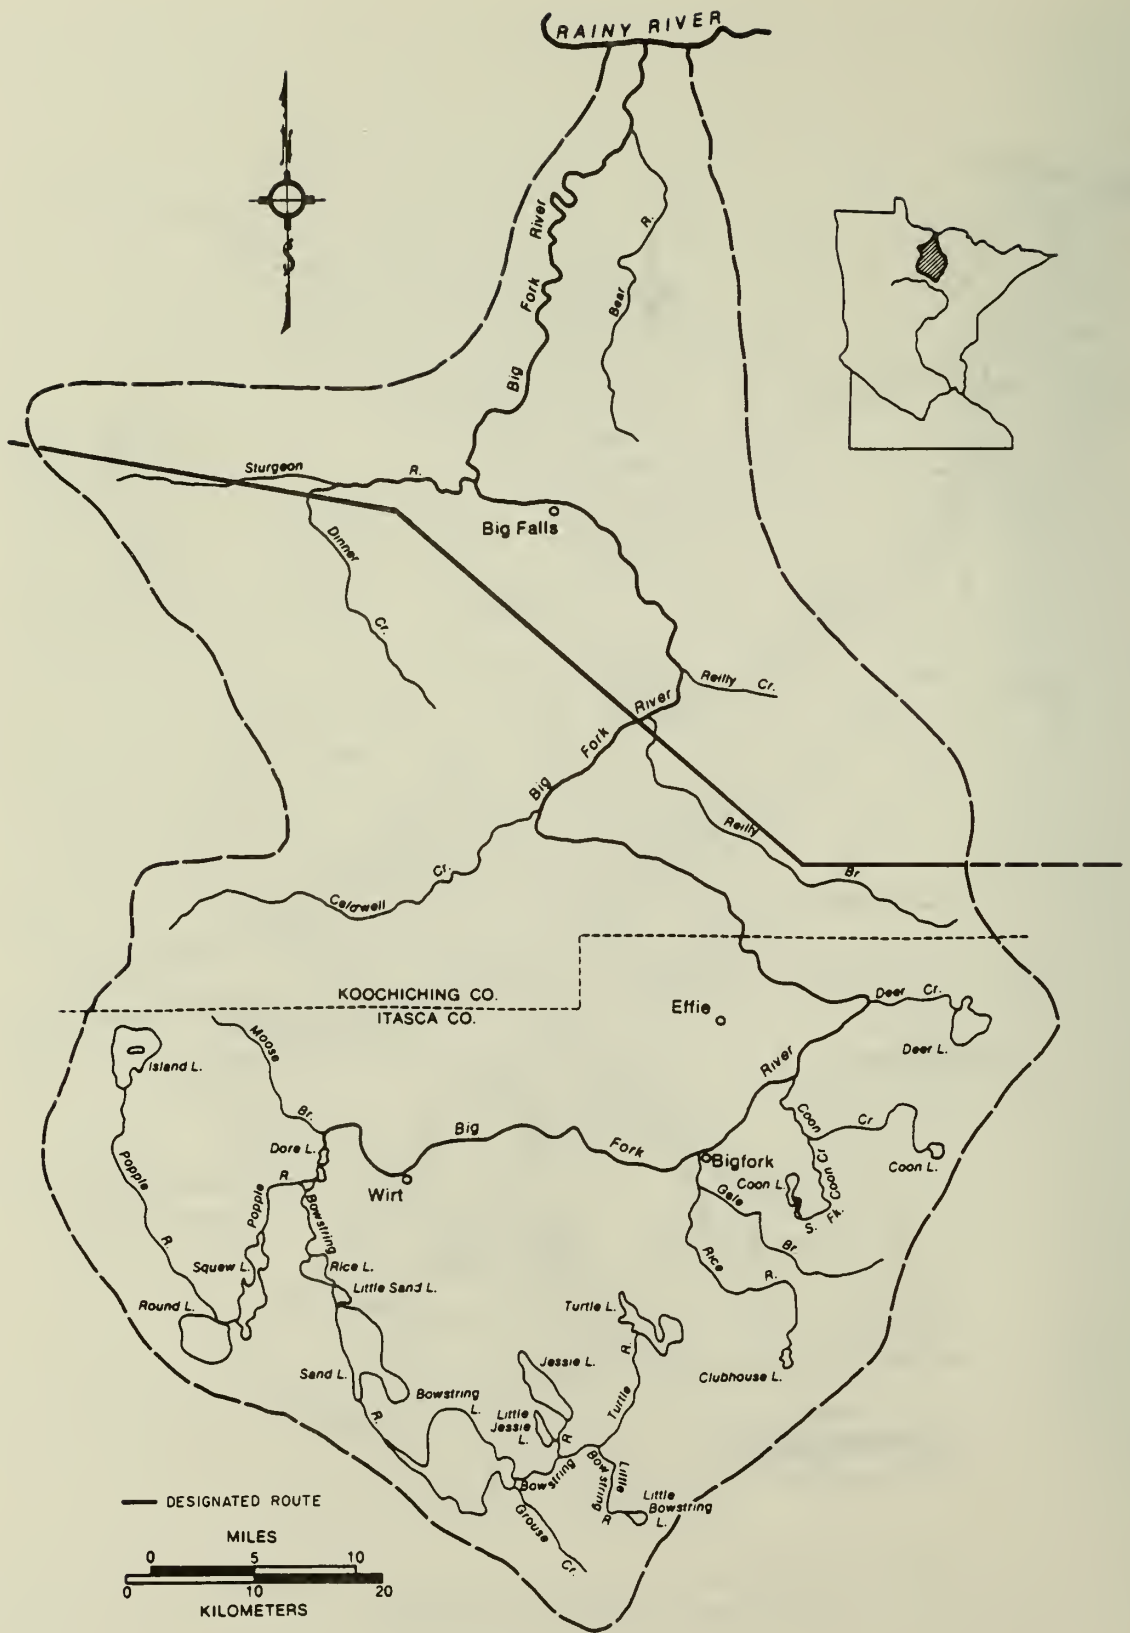 RAINY RIVER
N
S
Big Fork River
Bear R.
Sturgeon R.
Big Falls
Dinner Cr.
Reilly Cr.
Big Fork River
Reilly Br
Caldwell Cr.
KOOCHICHING CO.
ITASCA CO.
Effie
Deer Cr.
Deer L.
Island L.
Moose Br.
River
Big Fork
Dore L.
Wirt
Bigfork
Coon Cr
Coon L.
Coon L.
Coon Cr
S. Fk.
Popple R.
Popple R
Bowstring
Gale Br
Rice R.
Squaw L.
Rice L.
Little Sand L.
Round L.
Turtle L.
Sand L.
Jessie L.
Clubhouse L.
Bowstring
L.
R.
Little
Jessie
L.
R
Turtle R.
Bowstring
Little
Bowstring
R
Little
Bowstring
L.
Grouse Cr.
DESIGNATED ROUTE
MILES
0 5 10
0 10 20
KILOMETERS